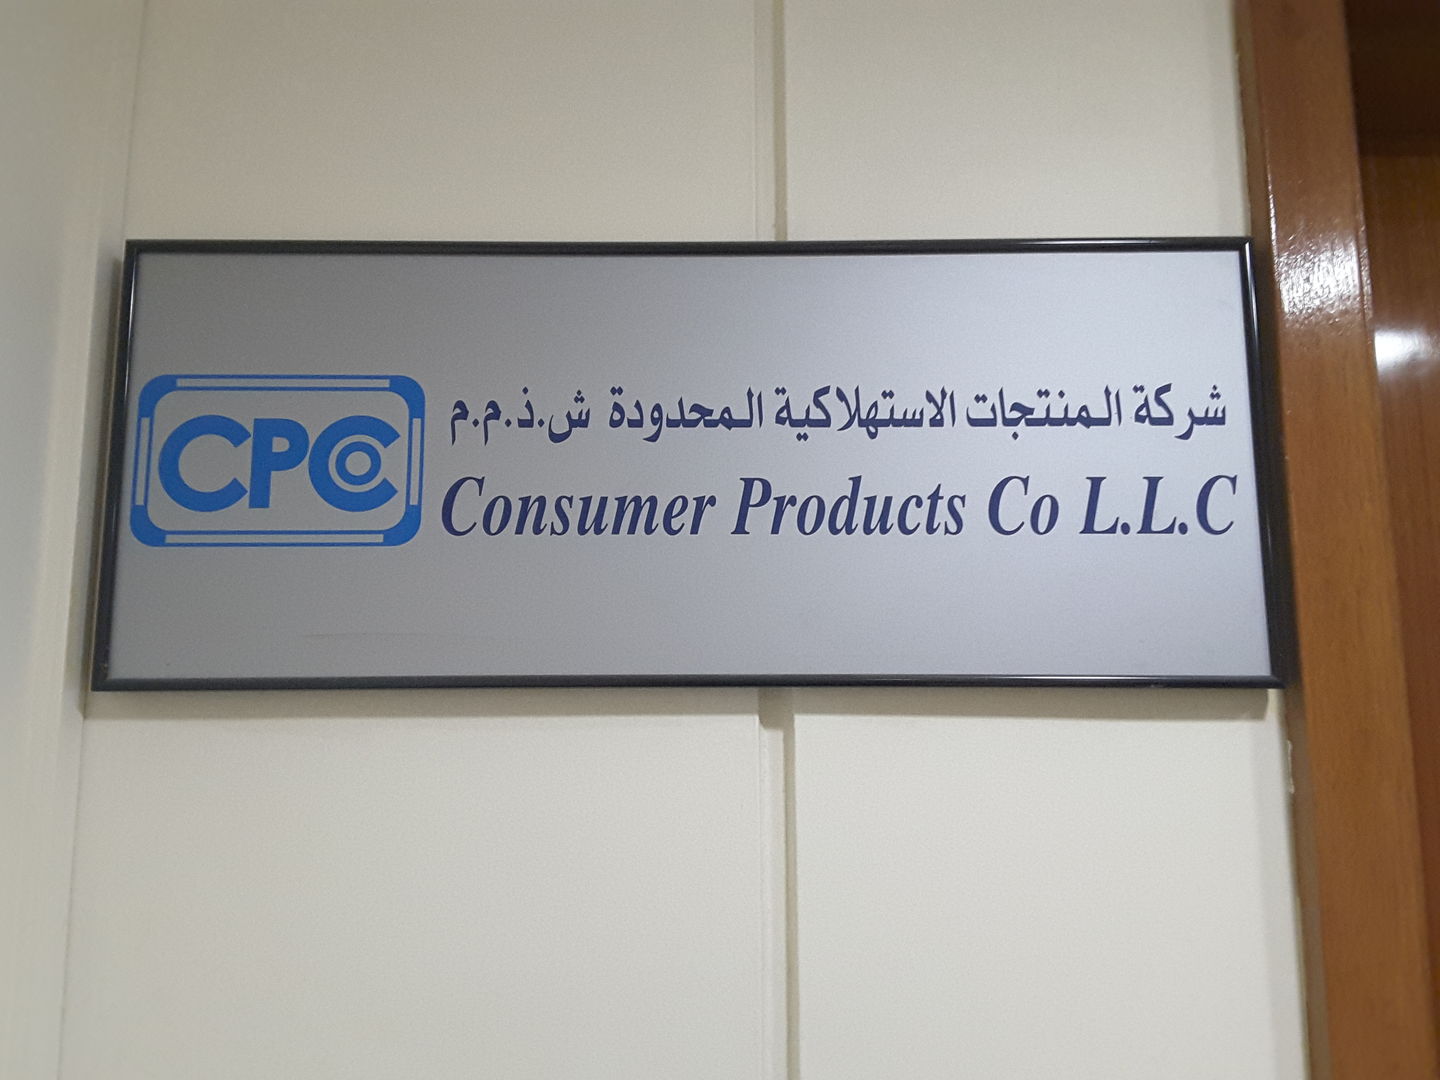 CPC
شركة المنتجات الاستهلاكية المحدودة ش.ذ.م.م
Consumer Products Co L.L.C